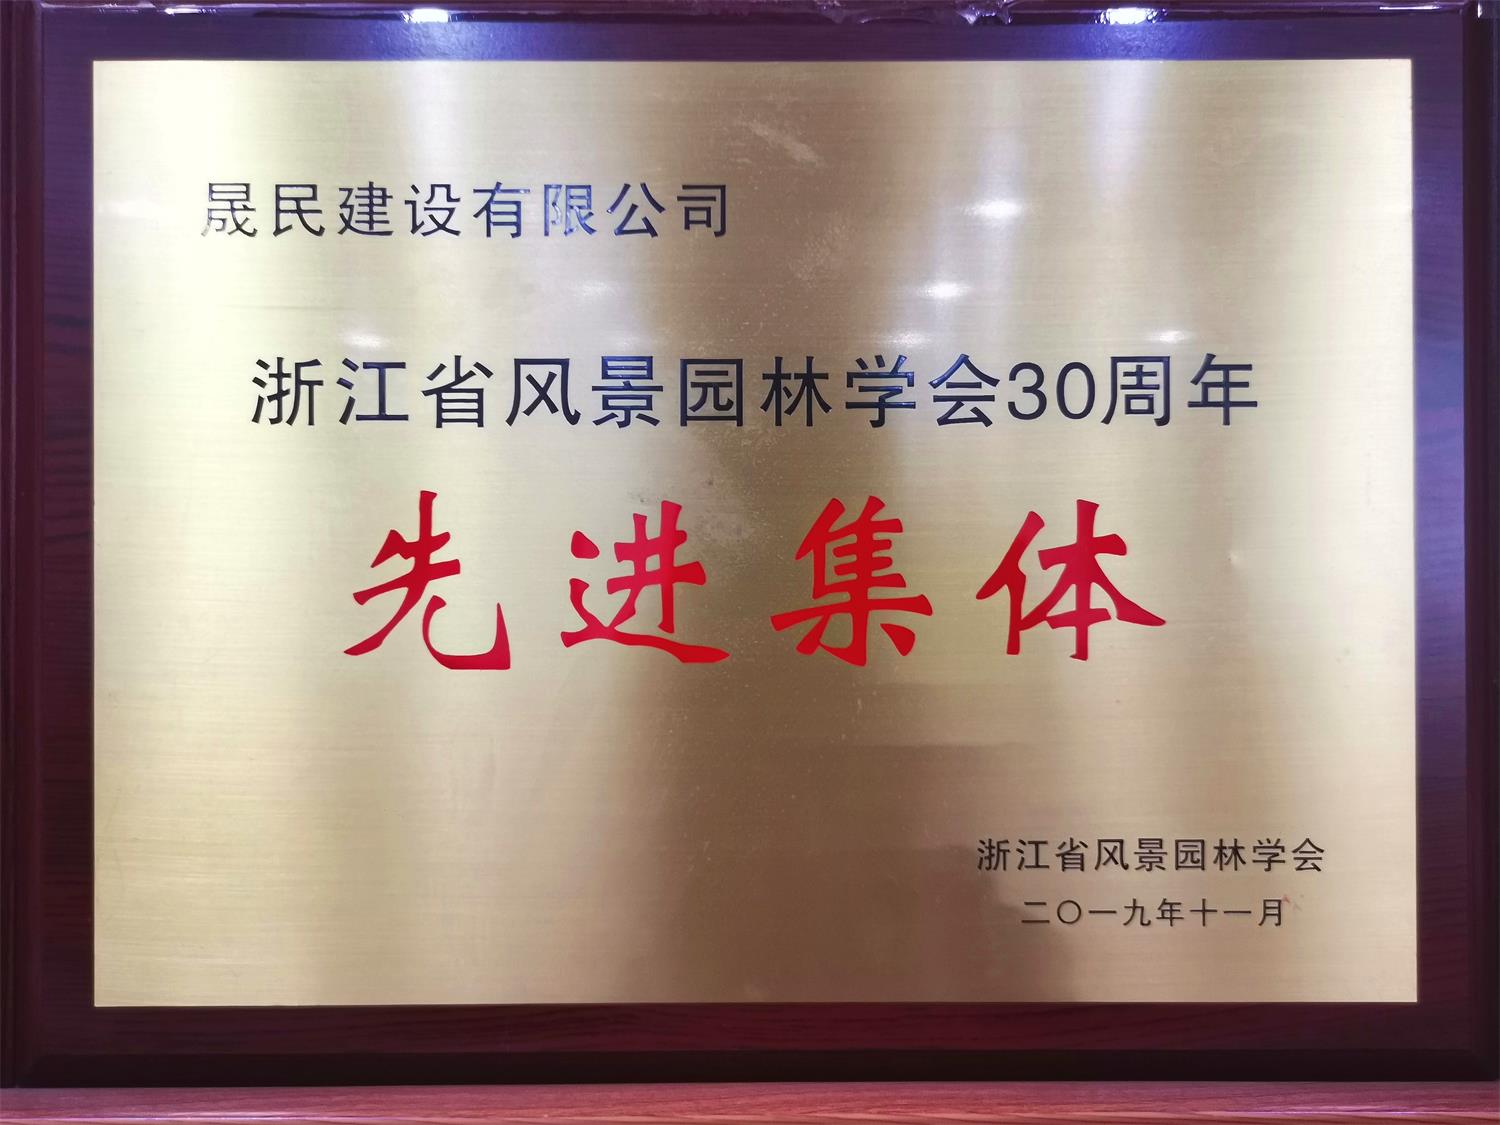 晟民建设有限公司
浙江省风景园林学会30周年
先进集体
浙江省风景园林学会
二〇一九年十一月